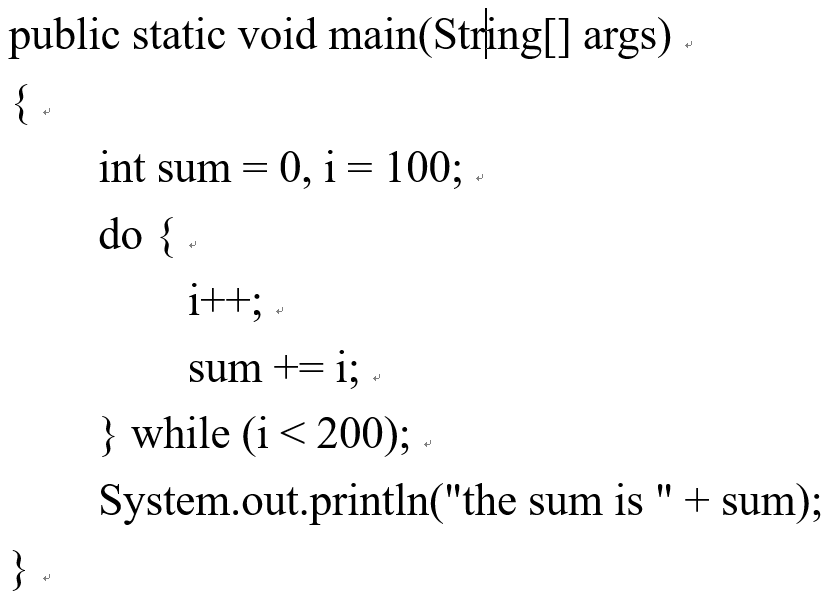 public static void main(String[] args)
{
int sum = 0, i = 100;
do {
i++;
sum += i;
} while (i < 200);
System.out.println("the sum is " + sum);
}